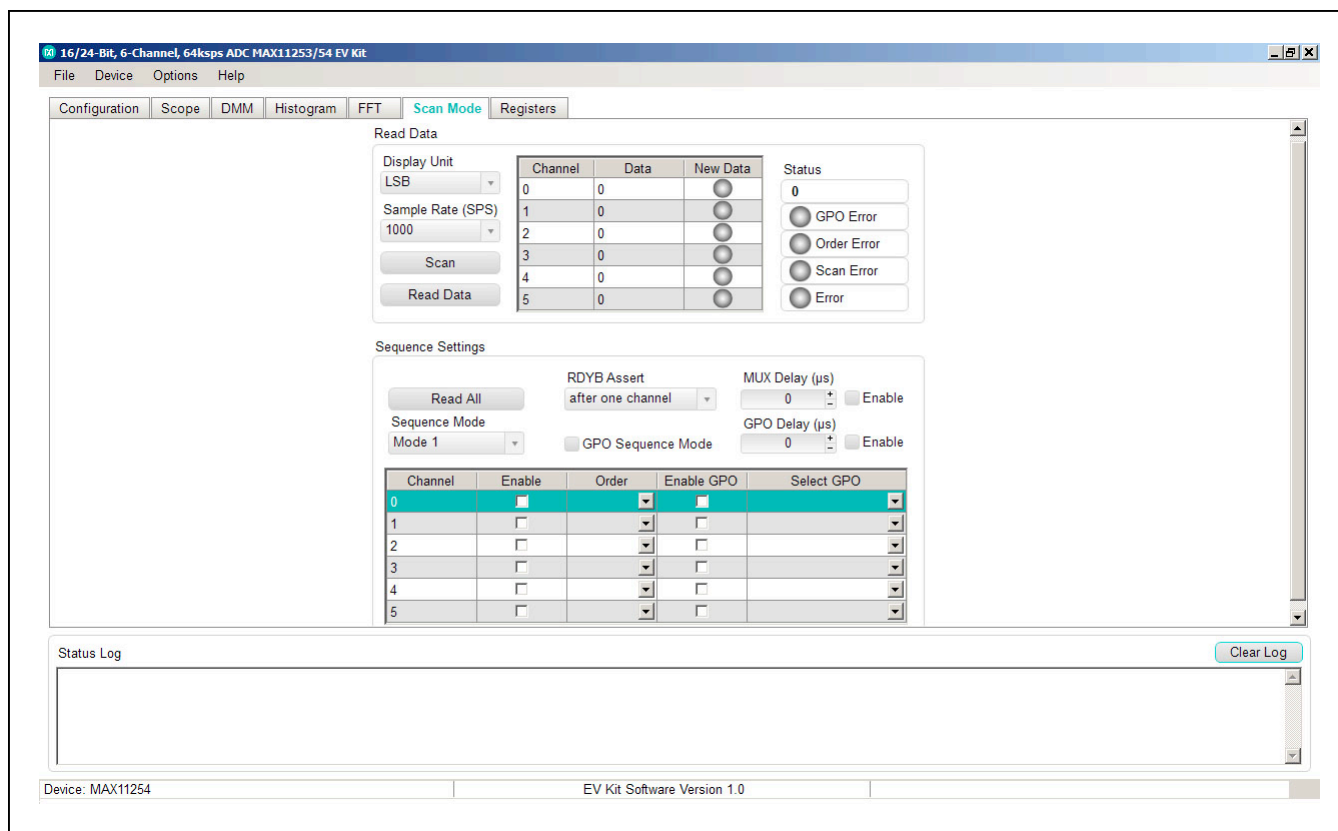 16/24-Bit, 6-Channel, 64ksps ADC MAX11253/54 EV Kit
File Device Options Help
Configuration Scope DMM Histogram FFT Scan Mode Registers
Read Data
Display Unit
LSB
Sample Rate (SPS)
1000
Scan
Read Data
Channel Data New Data
0 0
1 0
2 0
3 0
4 0
5 0
Status
0
GPO Error
Order Error
Scan Error
Error
Sequence Settings
Read All
Sequence Mode
Mode 1
RDYB Assert
after one channel
GPO Sequence Mode
MUX Delay (µs)
0 Enable
GPO Delay (µs)
0 Enable
Channel Enable Order Enable GPO Select GPO
0
1
2
3
4
5
Status Log
Clear Log
Device: MAX11254 EV Kit Software Version 1.0